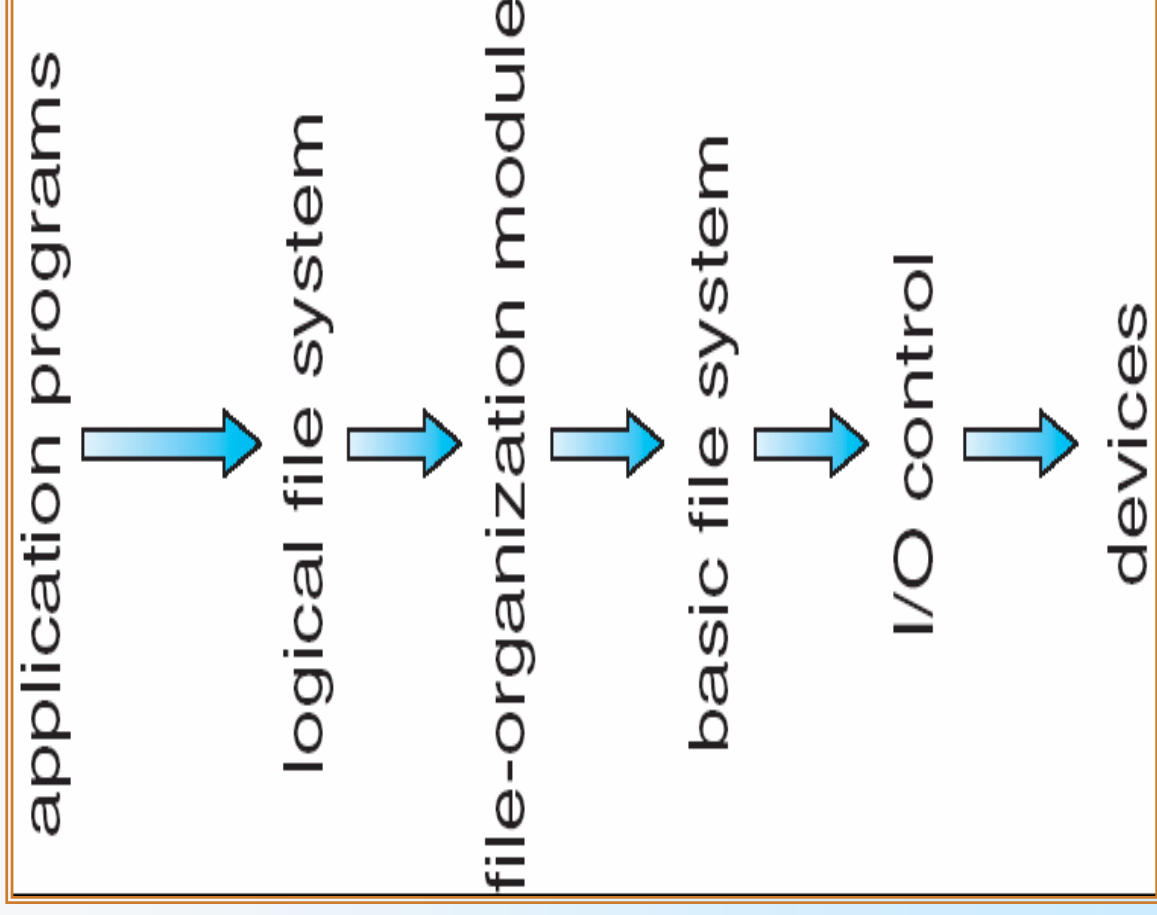 application programs
logical file system
file-organization module
basic file system
I/O control
devices